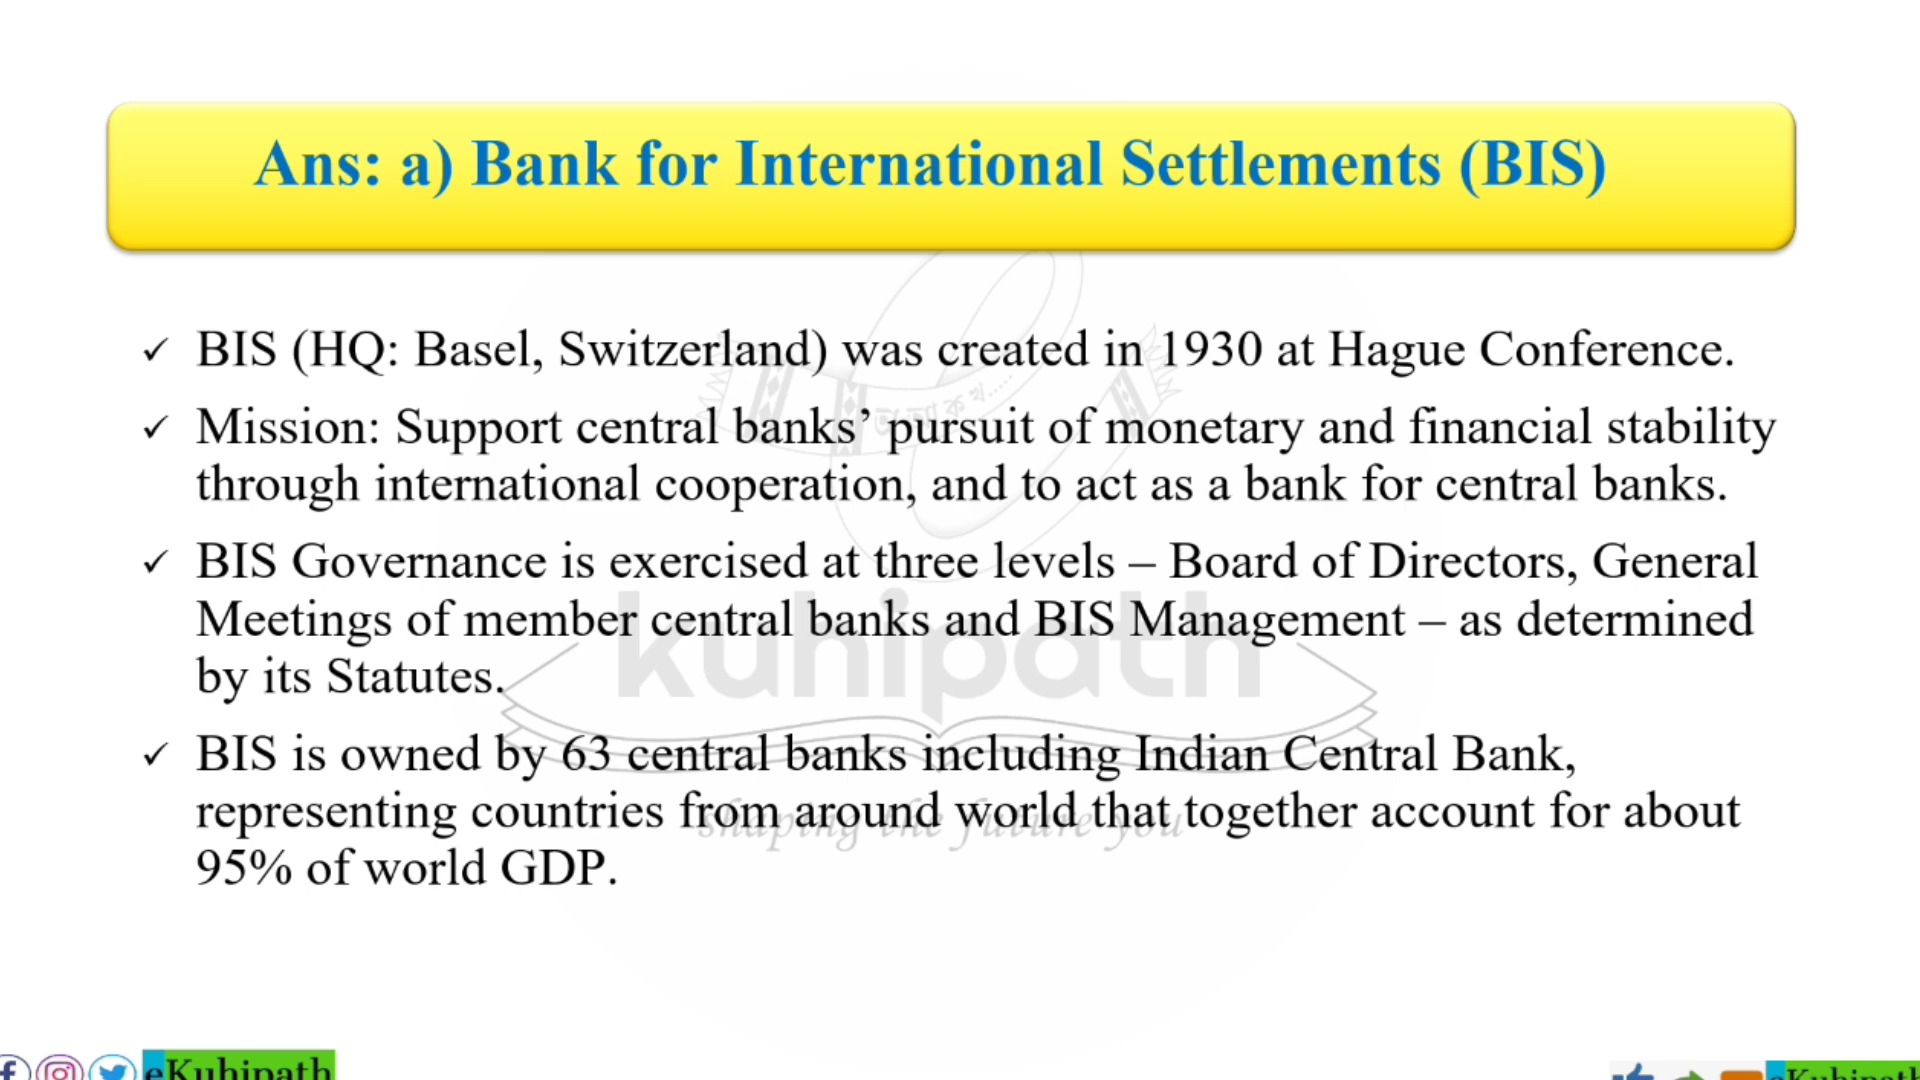 Ans: a) Bank for International Settlements (BIS)
✓ BIS (HQ: Basel, Switzerland) was created in 1930 at Hague Conference.
✓ Mission: Support central banks’ pursuit of monetary and financial stability
through international cooperation, and to act as a bank for central banks.
✓ BIS Governance is exercised at three levels – Board of Directors, General
Meetings of member central banks and BIS Management – as determined
by its Statutes.
✓ BIS is owned by 63 central banks including Indian Central Bank,
representing countries from around world that together account for about
95% of world GDP.
kuhipath
shaping the future you
eKuhipath
eKuhipath